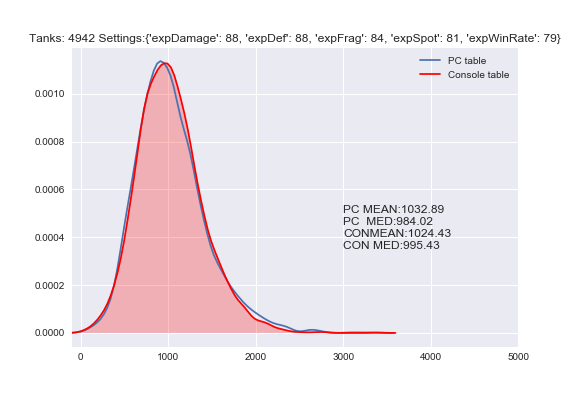 Tanks: 4942 Settings:{'expDamage': 88, 'expDef': 88, 'expFrag': 84, 'expSpot': 81, 'expWinRate': 79}
PC table
Console table
0.0010
0.0008
0.0006
0.0004
0.0002
0.0000
PC MEAN:1032.89
PC  MED:984.02
CONMEAN:1024.43
CON MED:995.43
0 1000 2000 3000 4000 5000